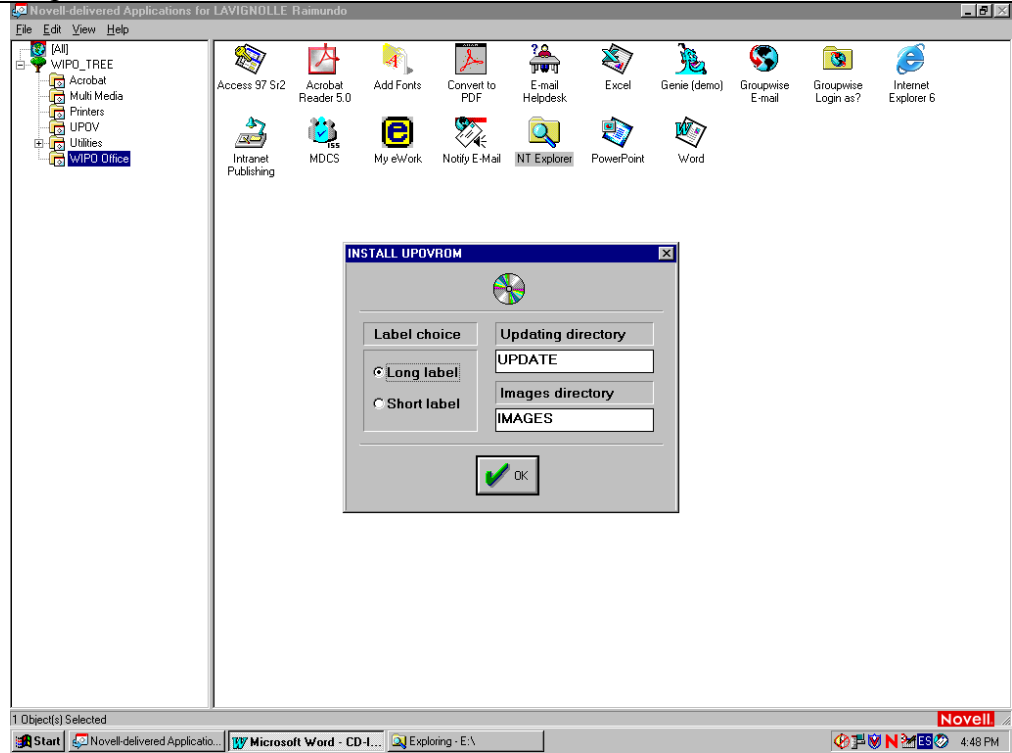 Novell-delivered Applications for LAVIGNOLLE Raimundo
File Edit View Help
[All]
WIPO_TREE
Acrobat
Multi Media
Printers
UPOV
Utilities
WIPO Office
Access 97 Sr2
Acrobat Reader 5.0
Add Fonts
Convert to PDF
E-mail Helpdesk
Excel
Genie (demo)
Groupwise E-mail
Groupwise Login as?
Internet Explorer 6
Intranet Publishing
MDCS
My eWork
Notify E-Mail
NT Explorer
PowerPoint
Word
INSTALL UPOVROM
Label choice
Long label
Short label
Updating directory
UPDATE
Images directory
IMAGES
OK
1 Object(s) Selected
Novell.
Start
Novell-delivered Applicatio...
Microsoft Word - CD-I...
Exploring - E:\
ES
4:48 PM